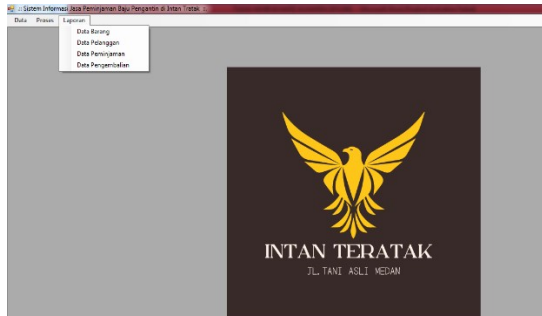 .:: Sistem Informasi Jasa Peminjaman Baju Pengantin di Intan Tratak ::.
Data Proses Laporan
Data Barang
Data Pelanggan
Data Peminjaman
Data Pengembalian
INTAN TERATAK
JL.TANI ASLI MEDAN